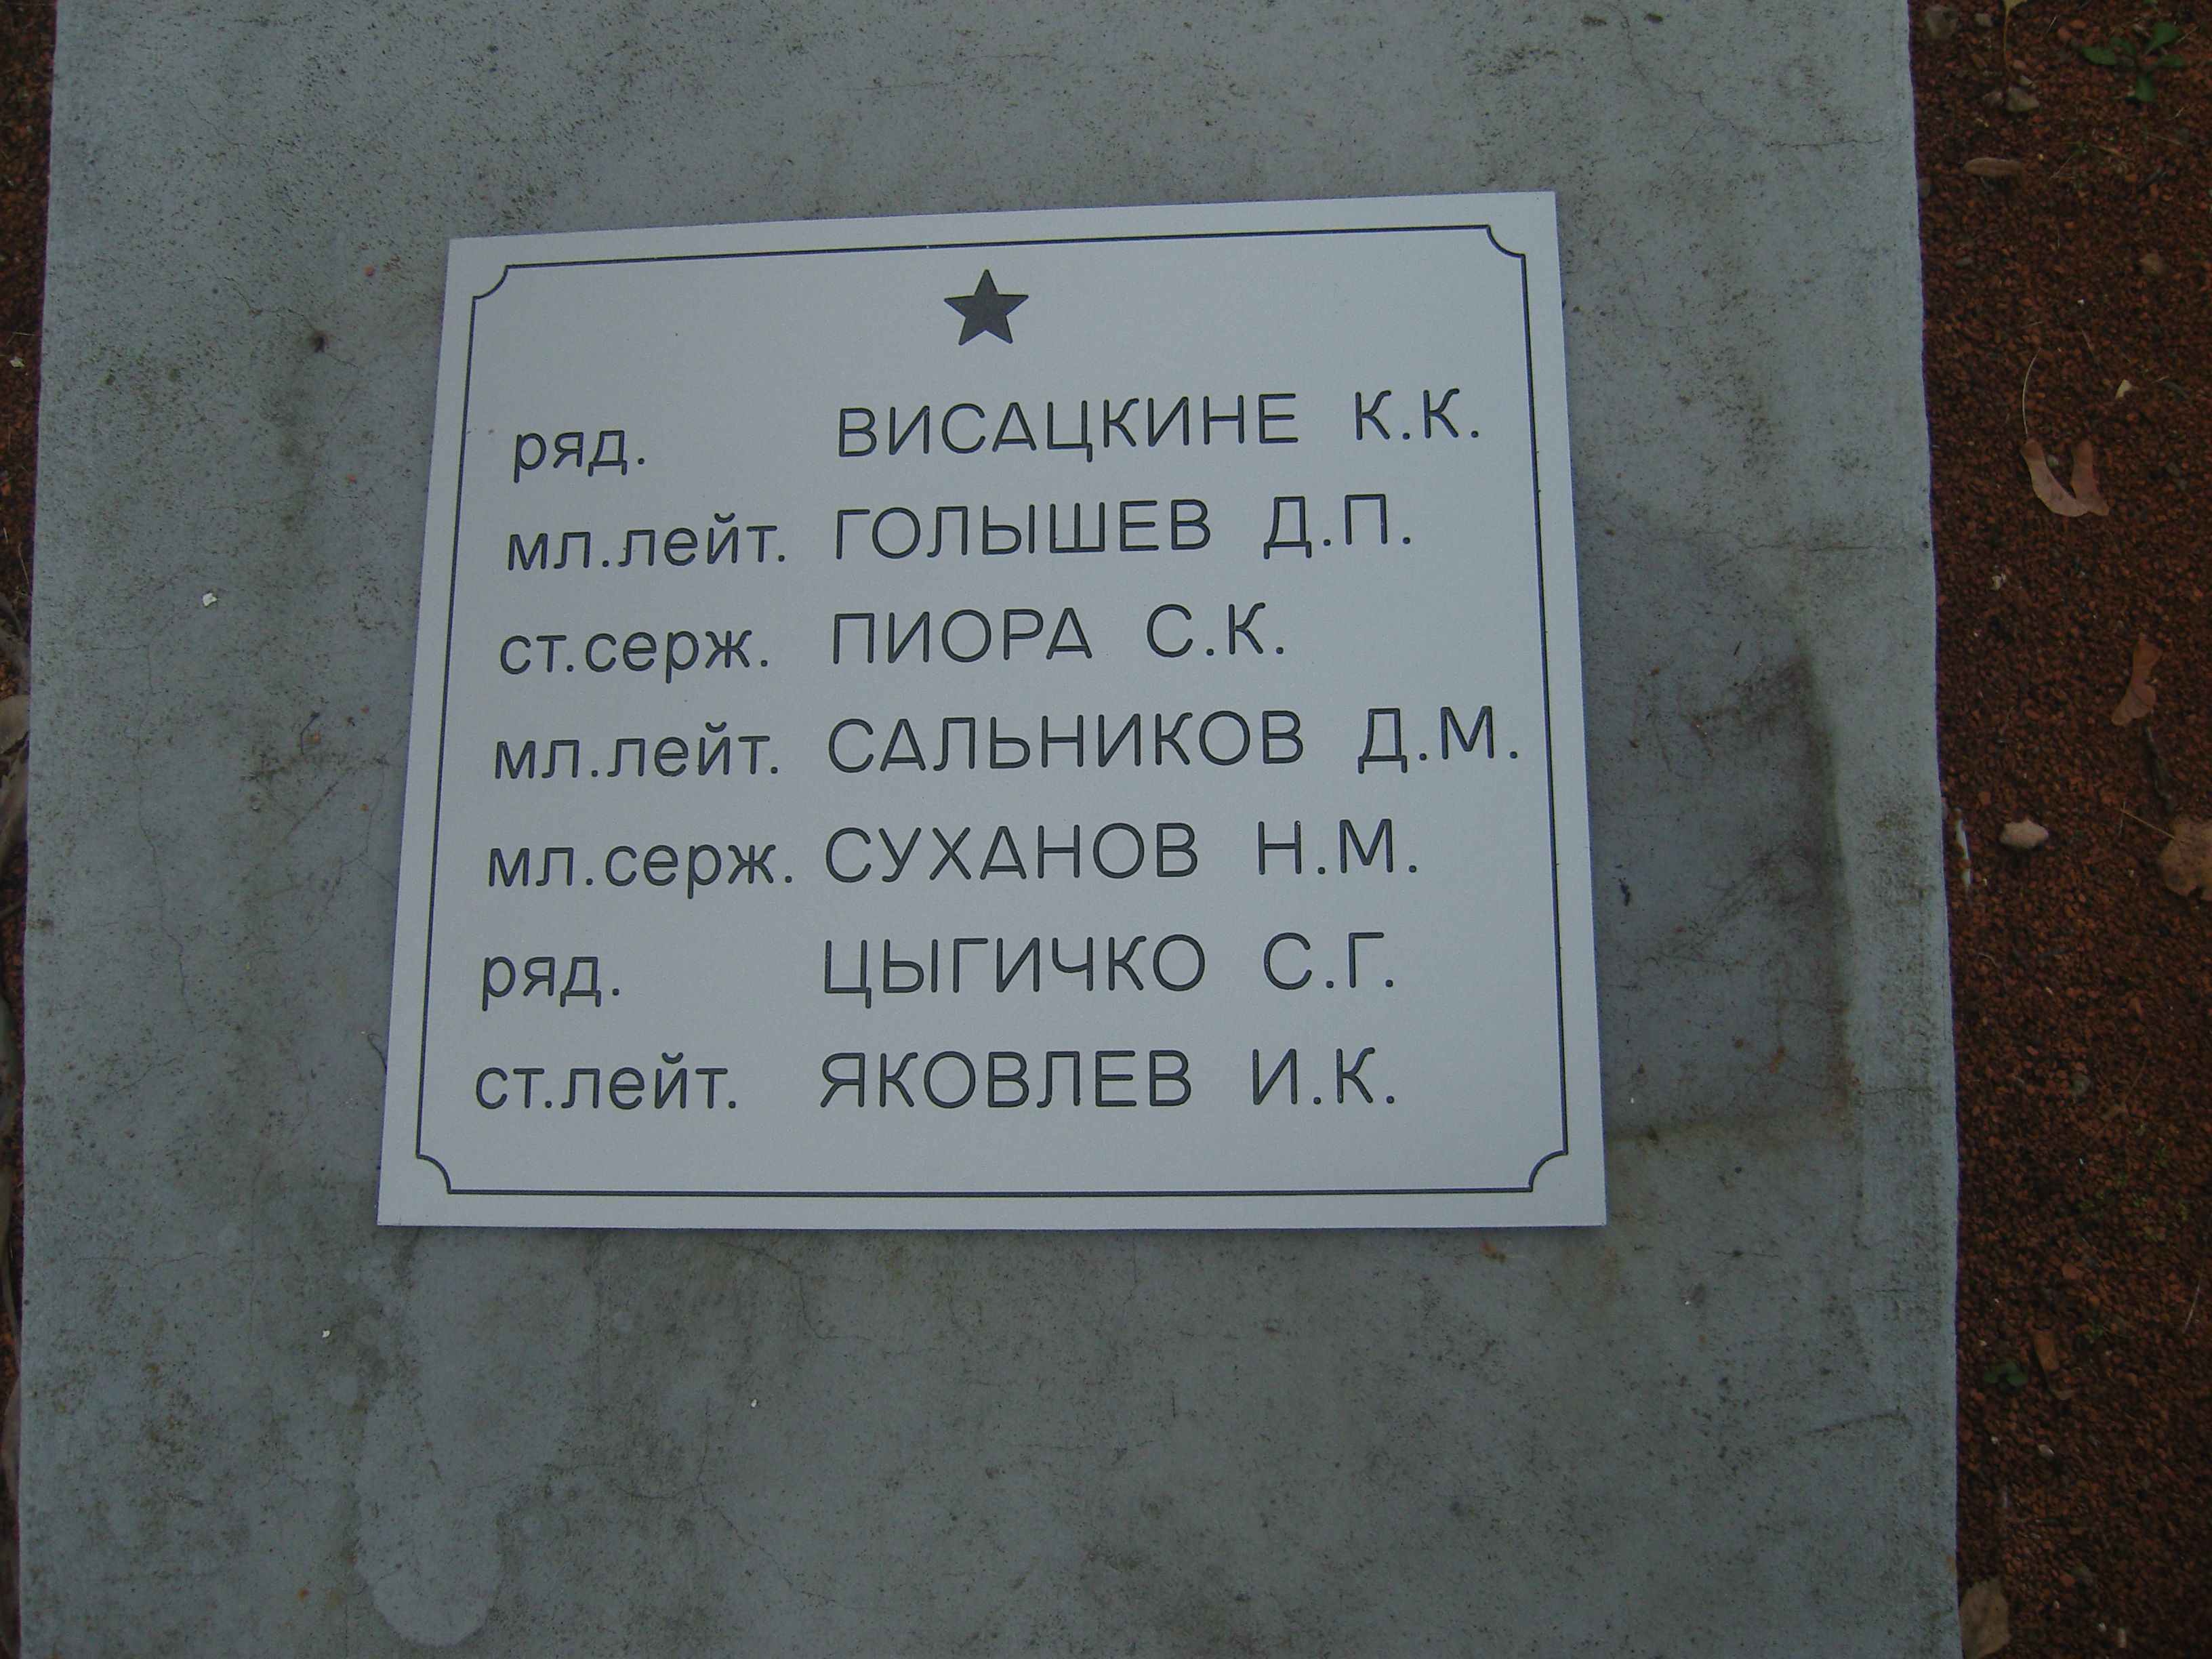 ряд. ВИСАЦКИНЕ К.К.
мл.лейт. ГОЛЫШЕВ Д.П.
ст.серж. ПИОРА С.К.
мл.лейт. САЛЬНИКОВ Д.М.
мл.серж. СУХАНОВ Н.М.
ряд. ЦЫГИЧКО С.Г.
ст.лейт. ЯКОВЛЕВ И.К.